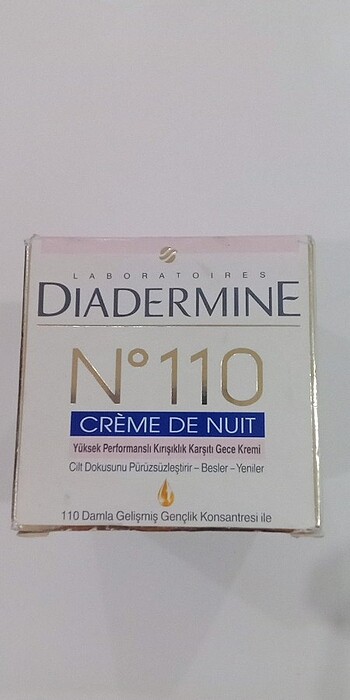 LABORATOIRES
DIADERMINE
N°110
CRÈME DE NUIT
Yüksek Performanslı Kırışıklık Karşıtı Gece Kremi
Cilt Dokusunu Pürüzsüzleştirir – Besler – Yeniler
110 Damla Gelişmiş Gençlik Konsantresi ile